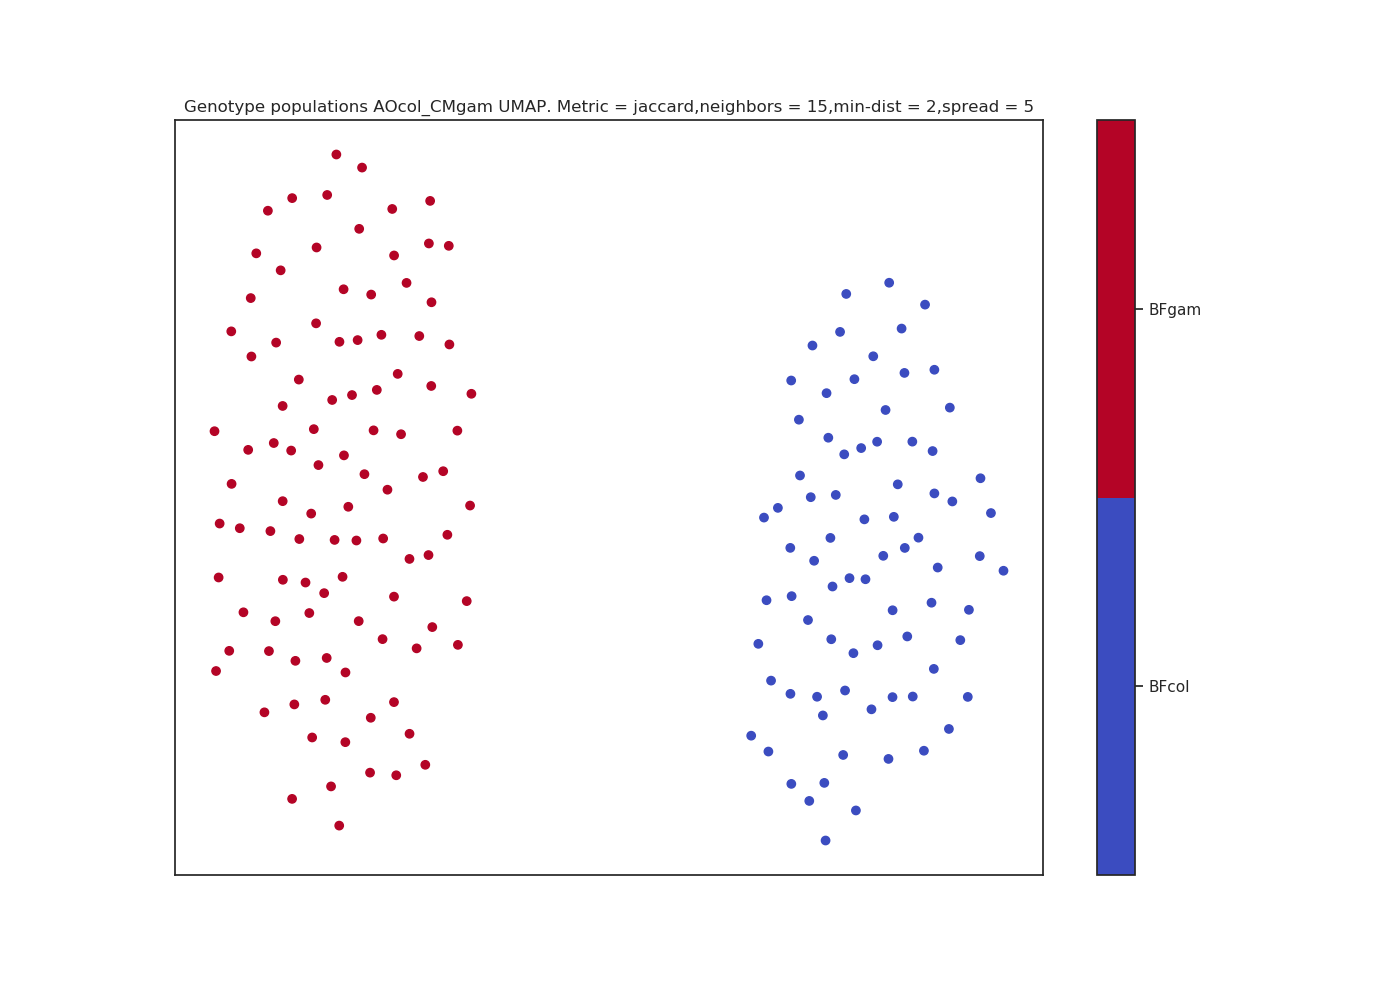 Genotype populations AOcol_CMgam UMAP. Metric = jaccard,neighbors = 15,min-dist = 2,spread = 5
BFgam
BFcol